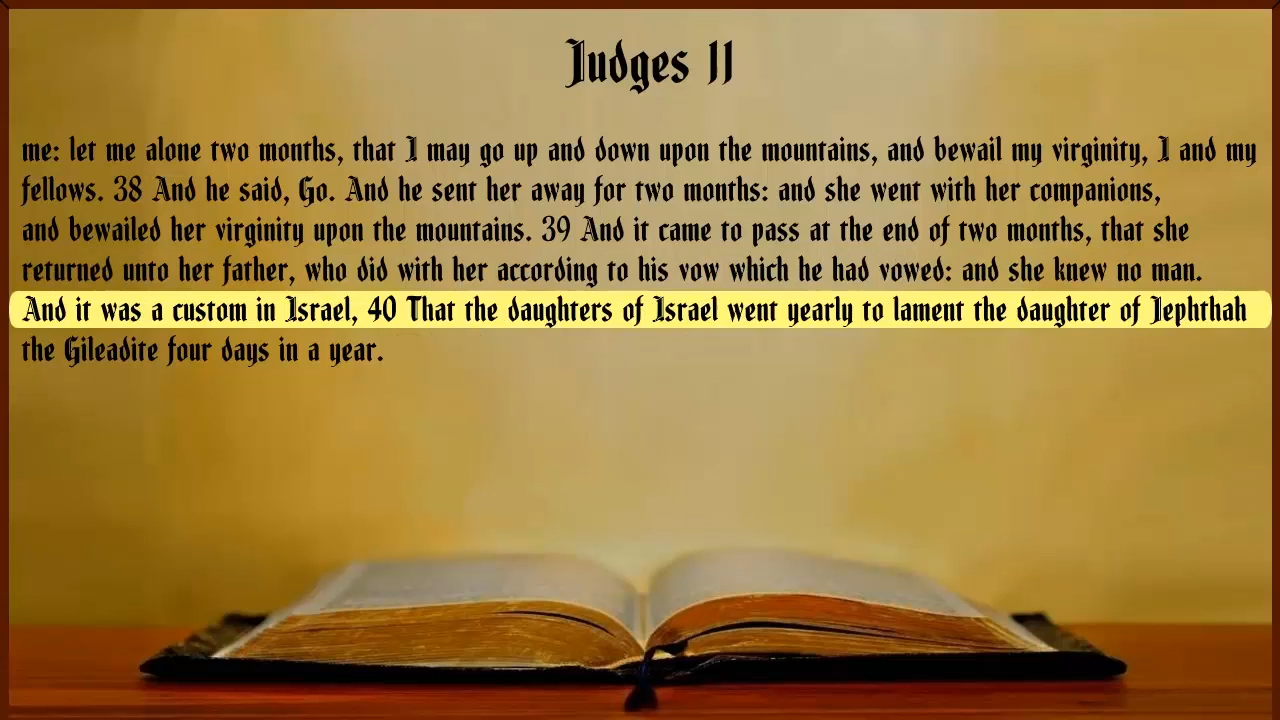 Judges 11
me: let me alone two months, that I may go up and down upon the mountains, and bewail my virginity, I and my
fellows. 38 And he said, Go. And he sent her away for two months: and she went with her companions,
and bewailed her virginity upon the mountains. 39 And it came to pass at the end of two months, that she
returned unto her father, who did with her according to his vow which he had vowed: and she knew no man.
And it was a custom in Israel, 40 That the daughters of Israel went yearly to lament the daughter of Jephthah
the Gileadite four days in a year.